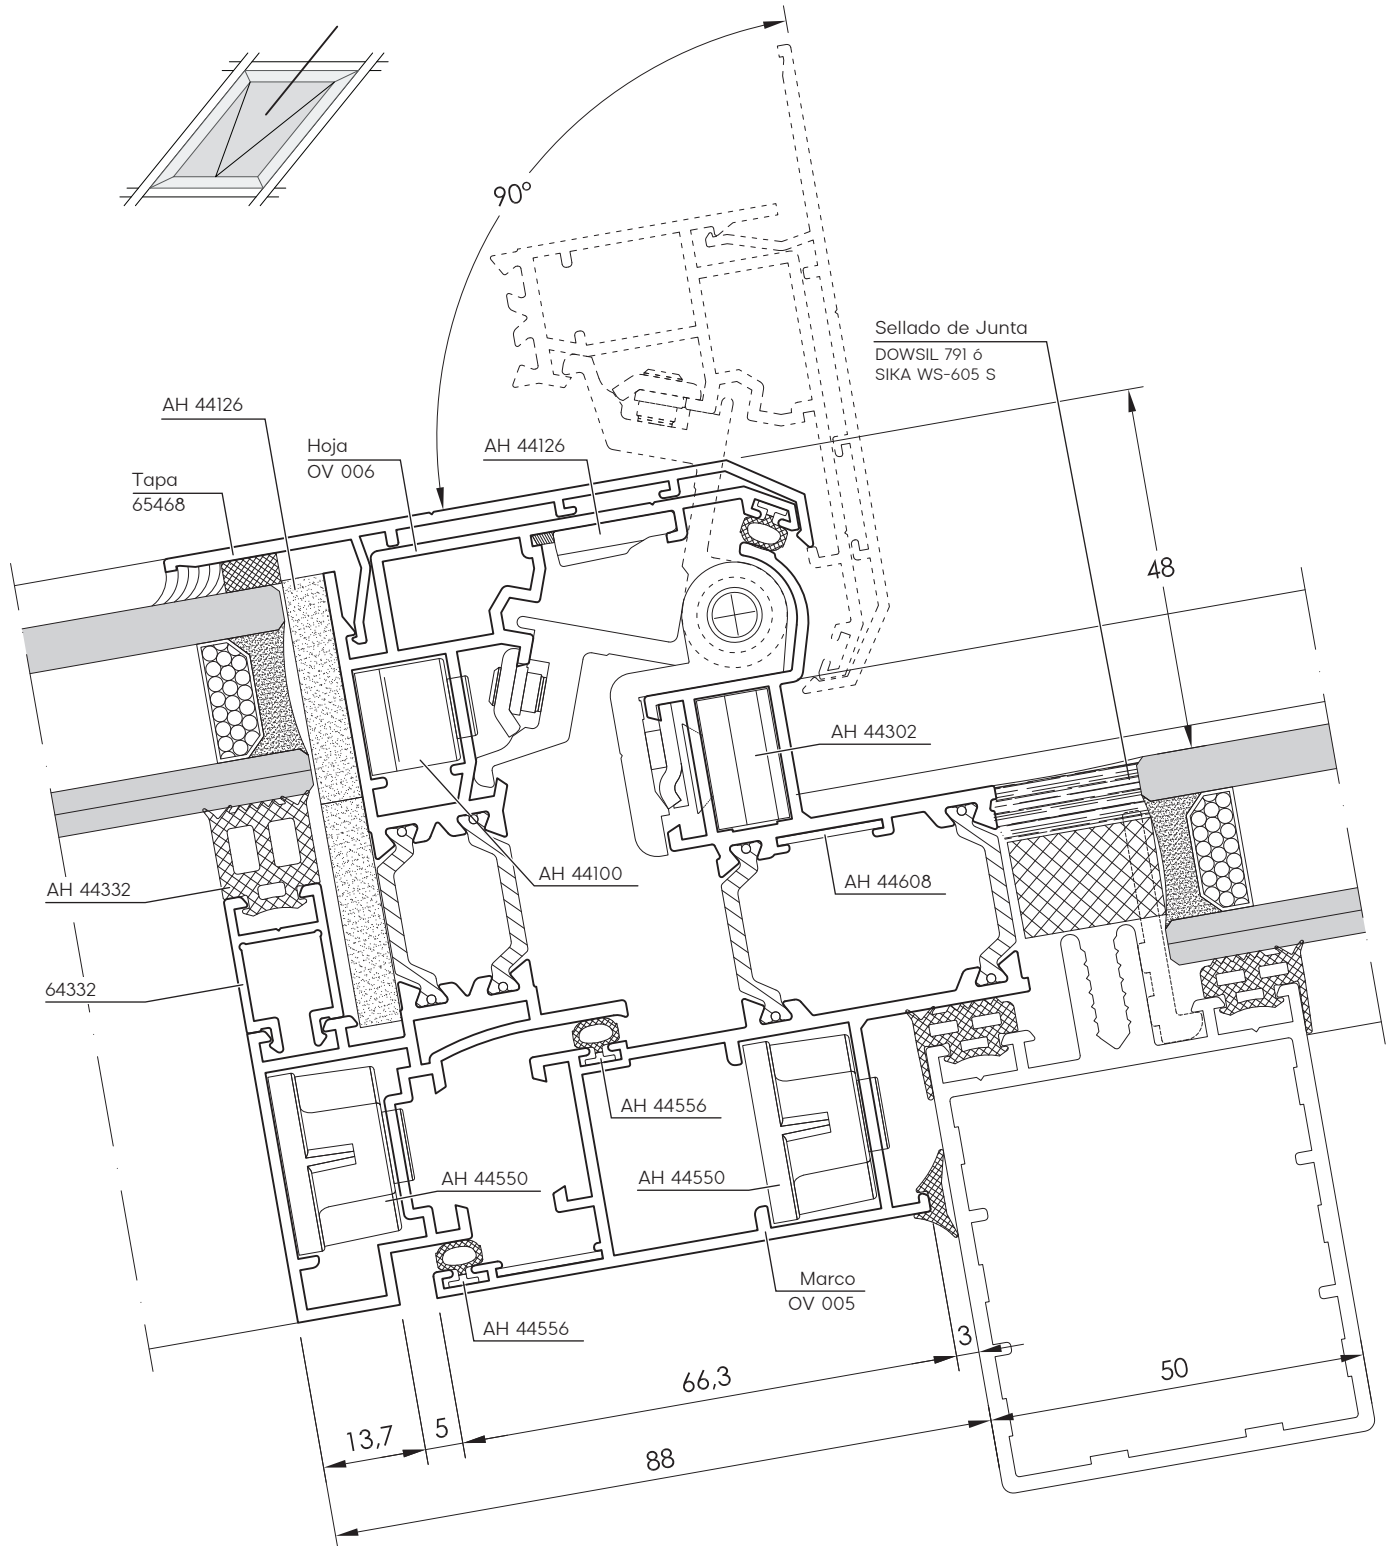 90°
Sellado de Junta
DOWSIL 791 6
SIKA WS-605 S
AH 44126
Hoja
OV 006
AH 44126
Tapa
65468
48
AH 44302
AH 44100
AH 44608
AH 44332
64332
AH 44556
AH 44550
AH 44550
Marco
OV 005
AH 44556
3
66,3
50
13,7
5
88